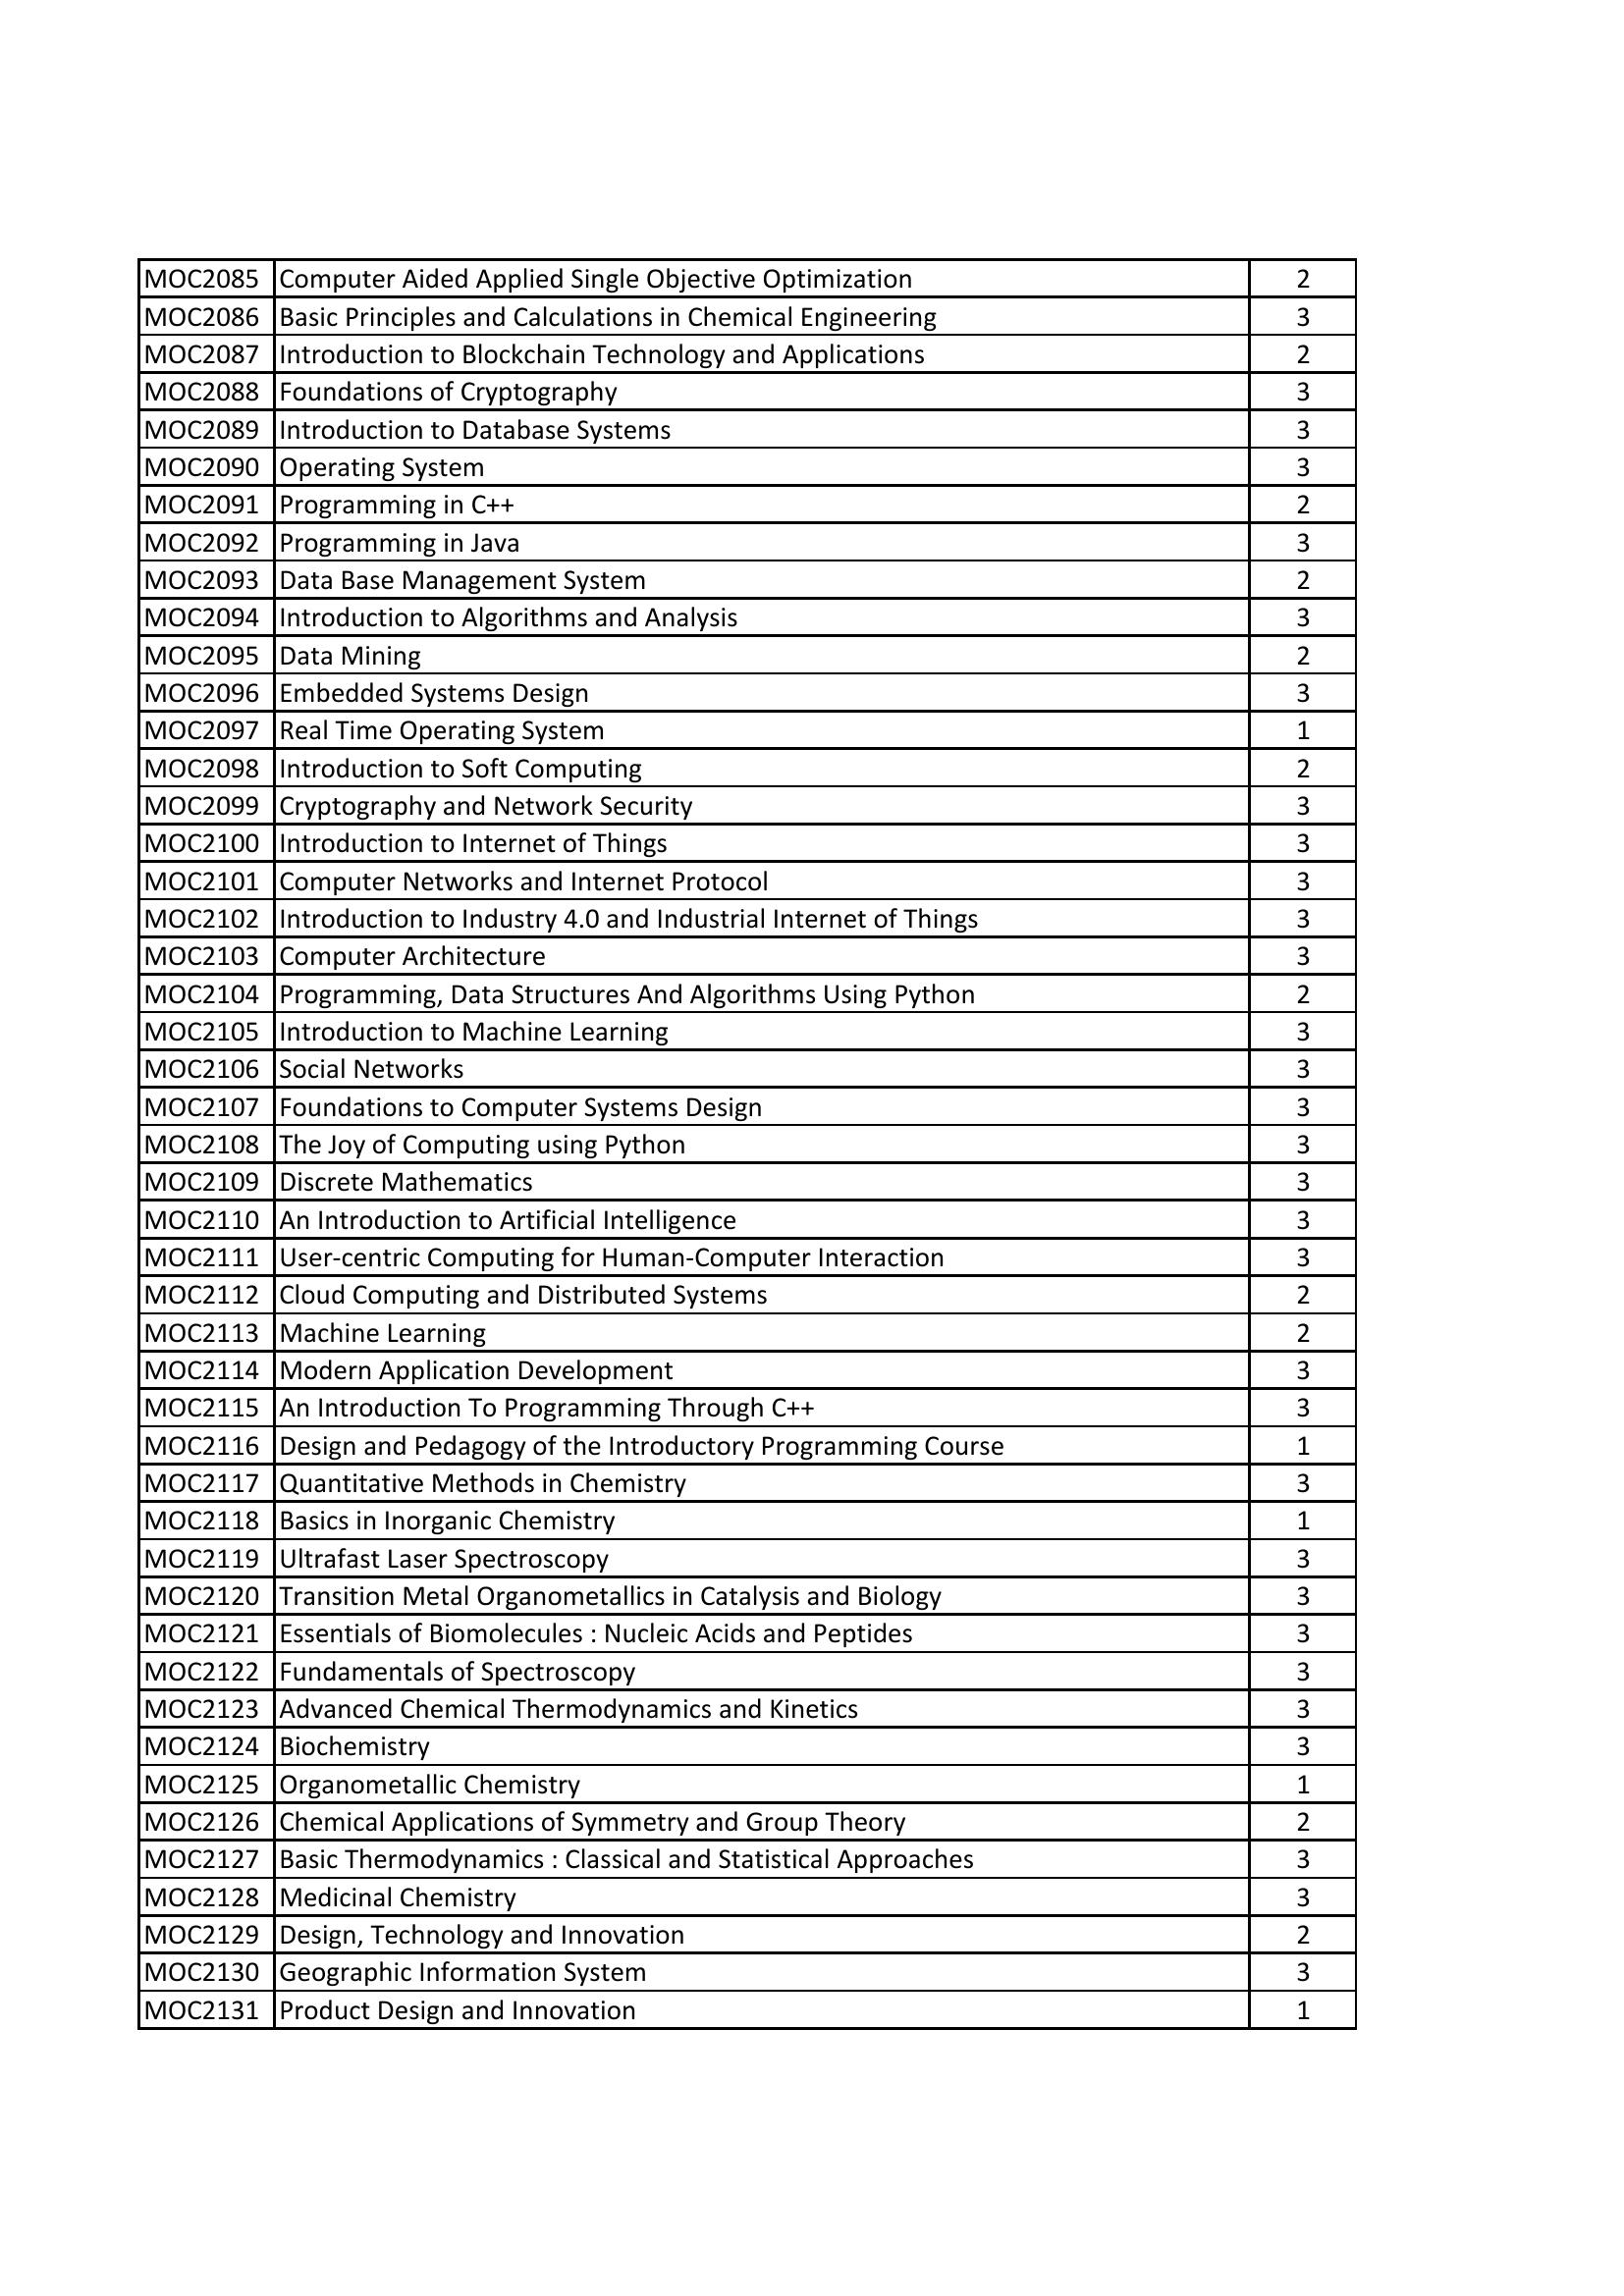 MOC2085 Computer Aided Applied Single Objective Optimization 2
MOC2086 Basic Principles and Calculations in Chemical Engineering 3
MOC2087 Introduction to Blockchain Technology and Applications 2
MOC2088 Foundations of Cryptography 3
MOC2089 Introduction to Database Systems 3
MOC2090 Operating System 3
MOC2091 Programming in C++ 2
MOC2092 Programming in Java 3
MOC2093 Data Base Management System 2
MOC2094 Introduction to Algorithms and Analysis 3
MOC2095 Data Mining 2
MOC2096 Embedded Systems Design 3
MOC2097 Real Time Operating System 1
MOC2098 Introduction to Soft Computing 2
MOC2099 Cryptography and Network Security 3
MOC2100 Introduction to Internet of Things 3
MOC2101 Computer Networks and Internet Protocol 3
MOC2102 Introduction to Industry 4.0 and Industrial Internet of Things 3
MOC2103 Computer Architecture 3
MOC2104 Programming, Data Structures And Algorithms Using Python 2
MOC2105 Introduction to Machine Learning 3
MOC2106 Social Networks 3
MOC2107 Foundations to Computer Systems Design 3
MOC2108 The Joy of Computing using Python 3
MOC2109 Discrete Mathematics 3
MOC2110 An Introduction to Artificial Intelligence 3
MOC2111 User-centric Computing for Human-Computer Interaction 3
MOC2112 Cloud Computing and Distributed Systems 2
MOC2113 Machine Learning 2
MOC2114 Modern Application Development 3
MOC2115 An Introduction To Programming Through C++ 3
MOC2116 Design and Pedagogy of the Introductory Programming Course 1
MOC2117 Quantitative Methods in Chemistry 3
MOC2118 Basics in Inorganic Chemistry 1
MOC2119 Ultrafast Laser Spectroscopy 3
MOC2120 Transition Metal Organometallics in Catalysis and Biology 3
MOC2121 Essentials of Biomolecules : Nucleic Acids and Peptides 3
MOC2122 Fundamentals of Spectroscopy 3
MOC2123 Advanced Chemical Thermodynamics and Kinetics 3
MOC2124 Biochemistry 3
MOC2125 Organometallic Chemistry 1
MOC2126 Chemical Applications of Symmetry and Group Theory 2
MOC2127 Basic Thermodynamics : Classical and Statistical Approaches 3
MOC2128 Medicinal Chemistry 3
MOC2129 Design, Technology and Innovation 2
MOC2130 Geographic Information System 3
MOC2131 Product Design and Innovation 1